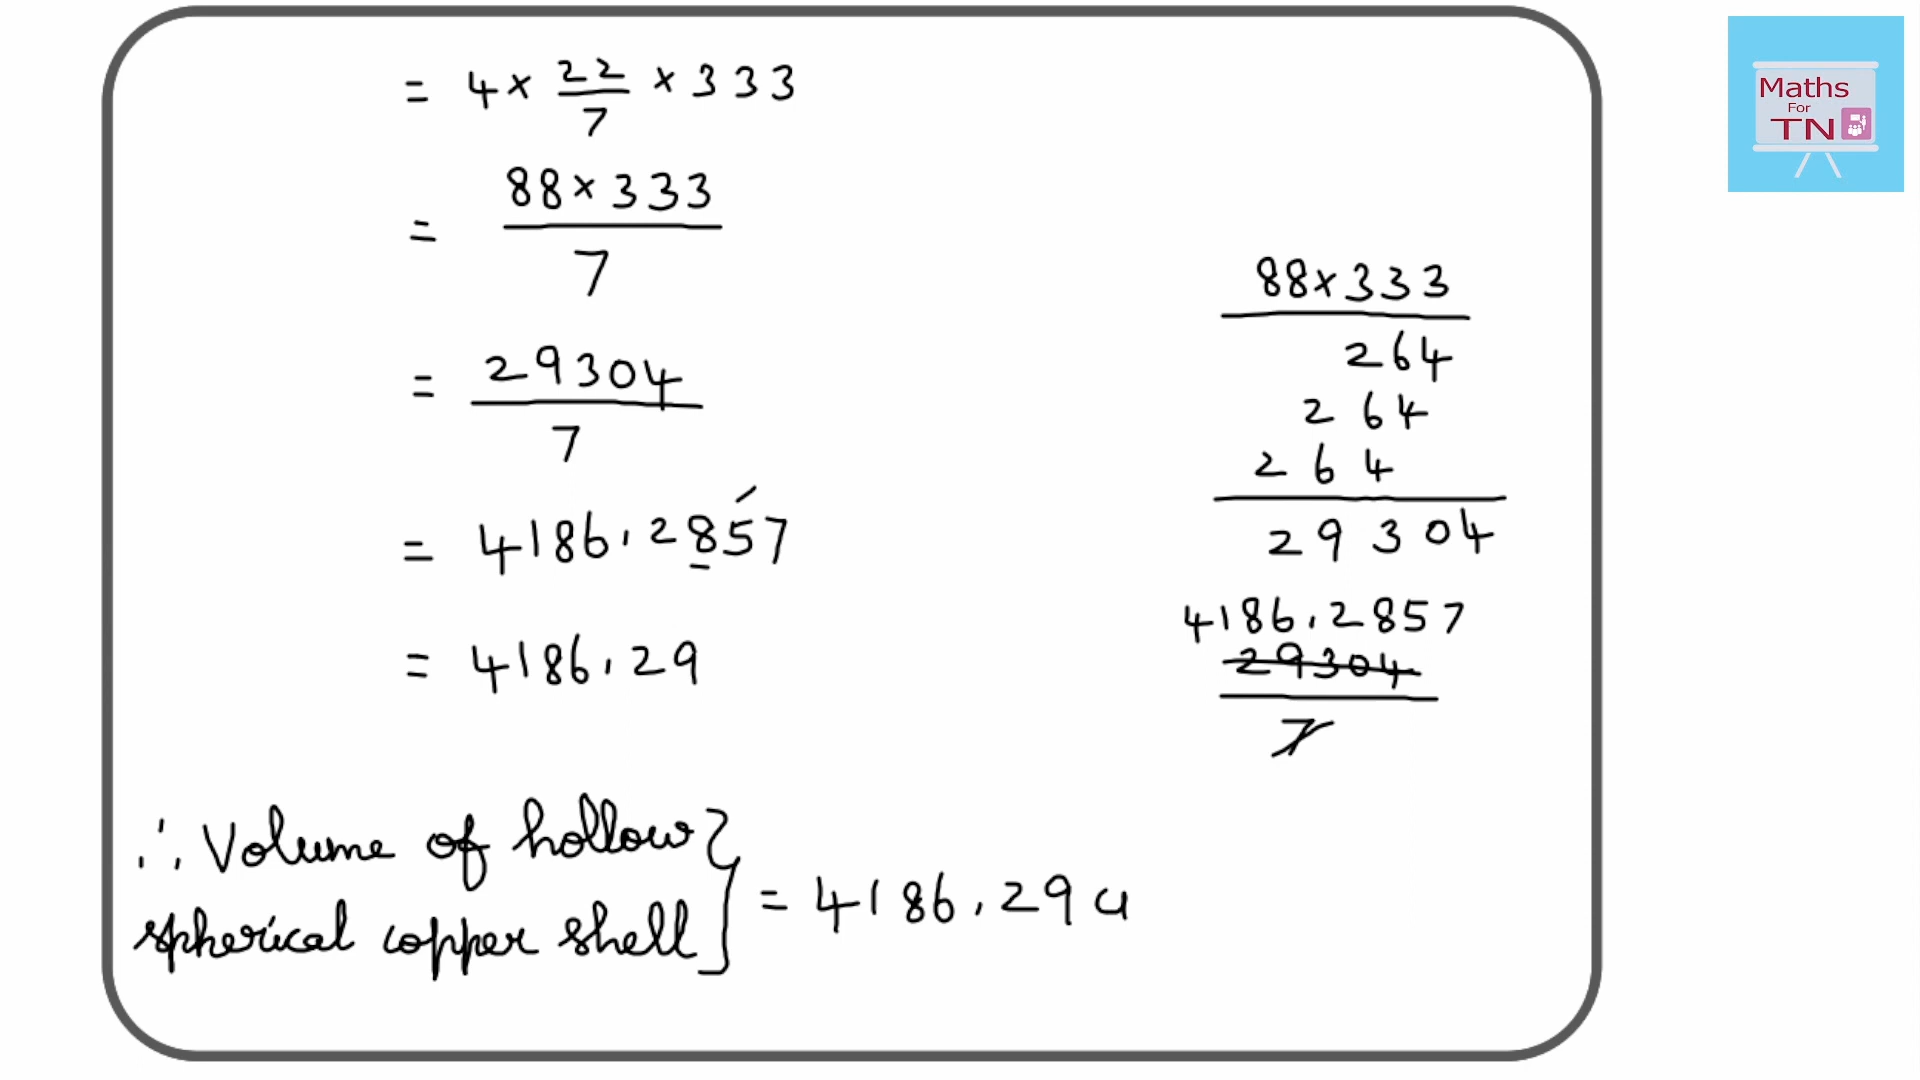 = 4 × 22/7 × 333
= 88 × 333 / 7
= 29304 / 7
= 4186.2857
= 4186.29
88 × 333
264
264
264
29304
4186.2857
29304
7
∴ Volume of hollow
spherical copper shell } = 4186.29 cu
Maths
For
TN